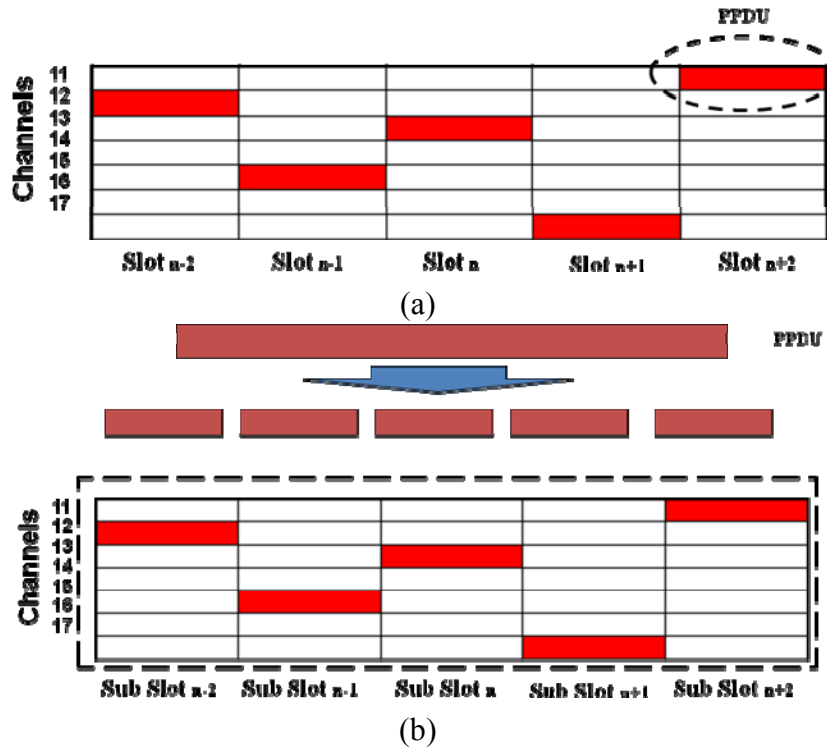 PPDU
Channels
11
12
13
14
15
16
17
Slot n-2 Slot n-1 Slot n Slot n+1 Slot n+2
(a)
PPDU
Channels
11
12
13
14
15
16
17
Sub Slot n-2 Sub Slot n-1 Sub Slot n Sub Slot n+1 Sub Slot n+2
(b)